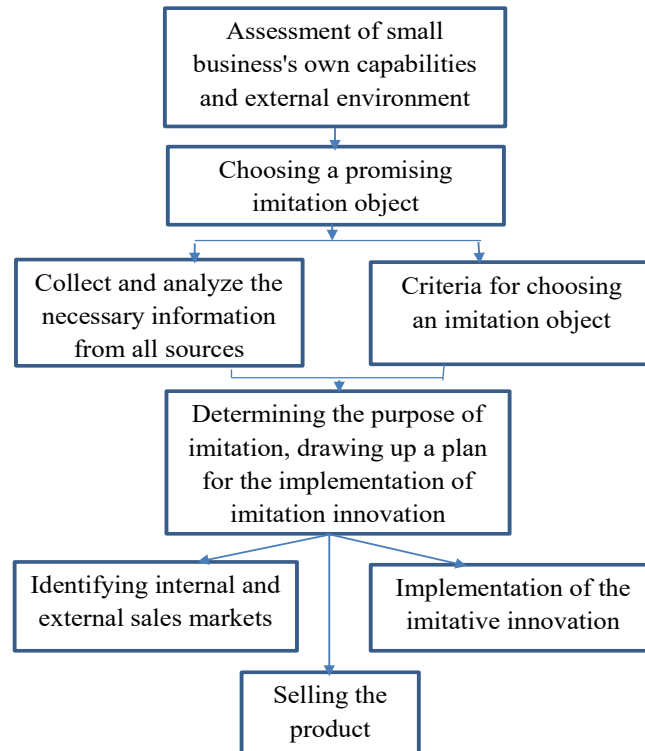 Assessment of small
business's own capabilities
and external environment
Choosing a promising
imitation object
Collect and analyze the
necessary information
from all sources
Criteria for choosing
an imitation object
Determining the purpose of
imitation, drawing up a plan
for the implementation of
imitation innovation
Identifying internal and
external sales markets
Implementation of the
imitative innovation
Selling the
product